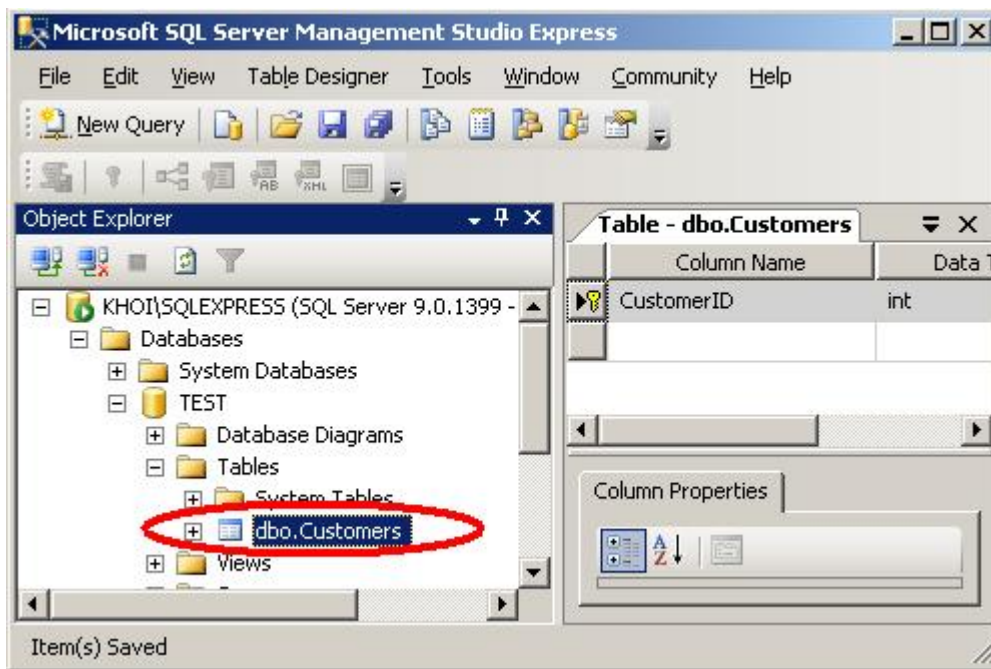 Microsoft SQL Server Management Studio Express
File Edit View Table Designer Tools Window Community Help
New Query
AB XML
Object Explorer
KHOI\SQLEXPRESS (SQL Server 9.0.1399 -
Databases
System Databases
TEST
Database Diagrams
Tables
System Tables
dbo.Customers
Views
Table - dbo.Customers
Column Name Data T
CustomerID int
Column Properties
A
Z
Item(s) Saved